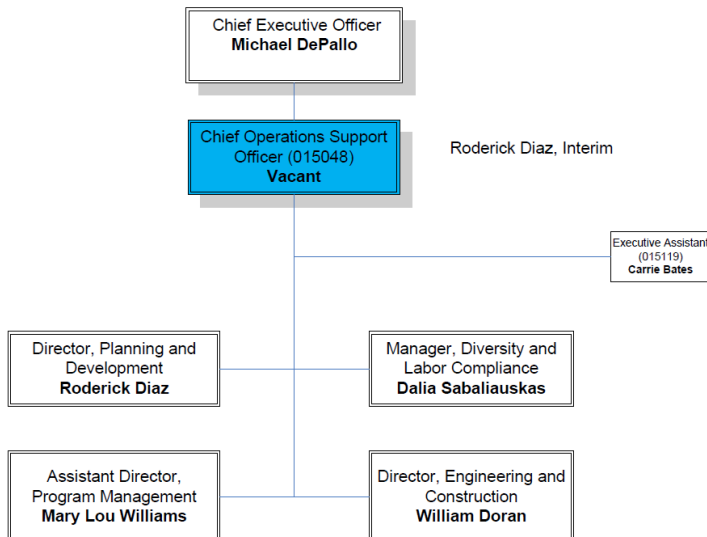 Chief Executive Officer
Michael DePallo
Chief Operations Support
Officer (015048)
Vacant
Roderick Diaz, Interim
Executive Assistant
(015119)
Carrie Bates
Director, Planning and
Development
Roderick Diaz
Manager, Diversity and
Labor Compliance
Dalia Sabaliauskas
Assistant Director,
Program Management
Mary Lou Williams
Director, Engineering and
Construction
William Doran